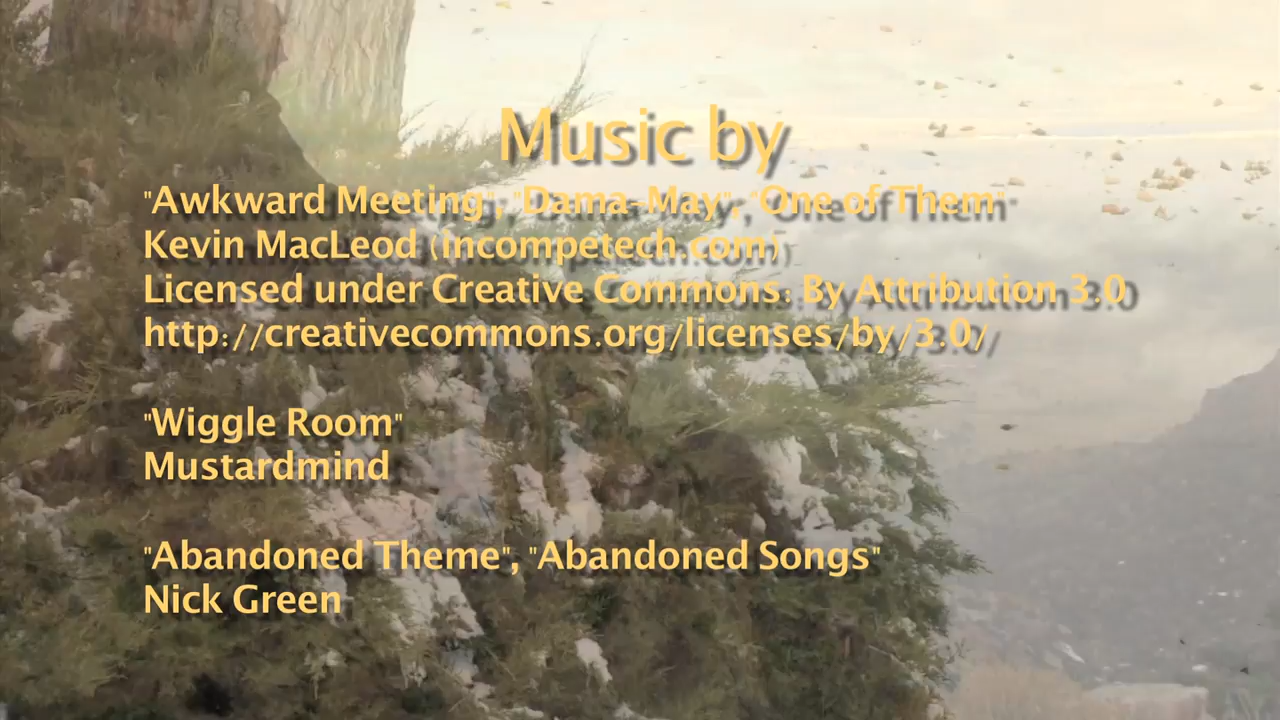 Music by
"Awkward Meeting", "Dama-May", "One of Them"
Kevin MacLeod (Incompetech.com)
Licensed under Creative Commons: By Attribution 3.0
http://creativecommons.org/licenses/by/3.0/
"Wiggle Room"
Mustardmind
"Abandoned Theme", "Abandoned Songs"
Nick Green